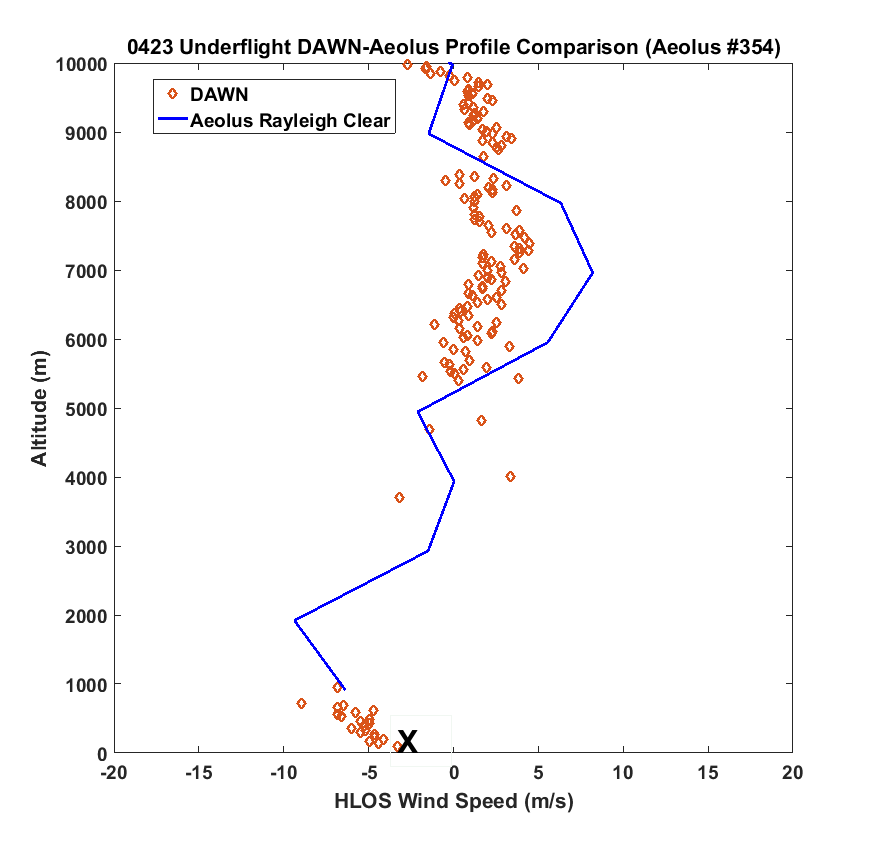 0423 Underflight DAWN-Aeolus Profile Comparison (Aeolus #354)
DAWN
Aeolus Rayleigh Clear
10000
9000
8000
7000
6000
5000
4000
3000
2000
1000
0
Altitude (m)
X
-20 -15 -10 -5 0 5 10 15 20
HLOS Wind Speed (m/s)